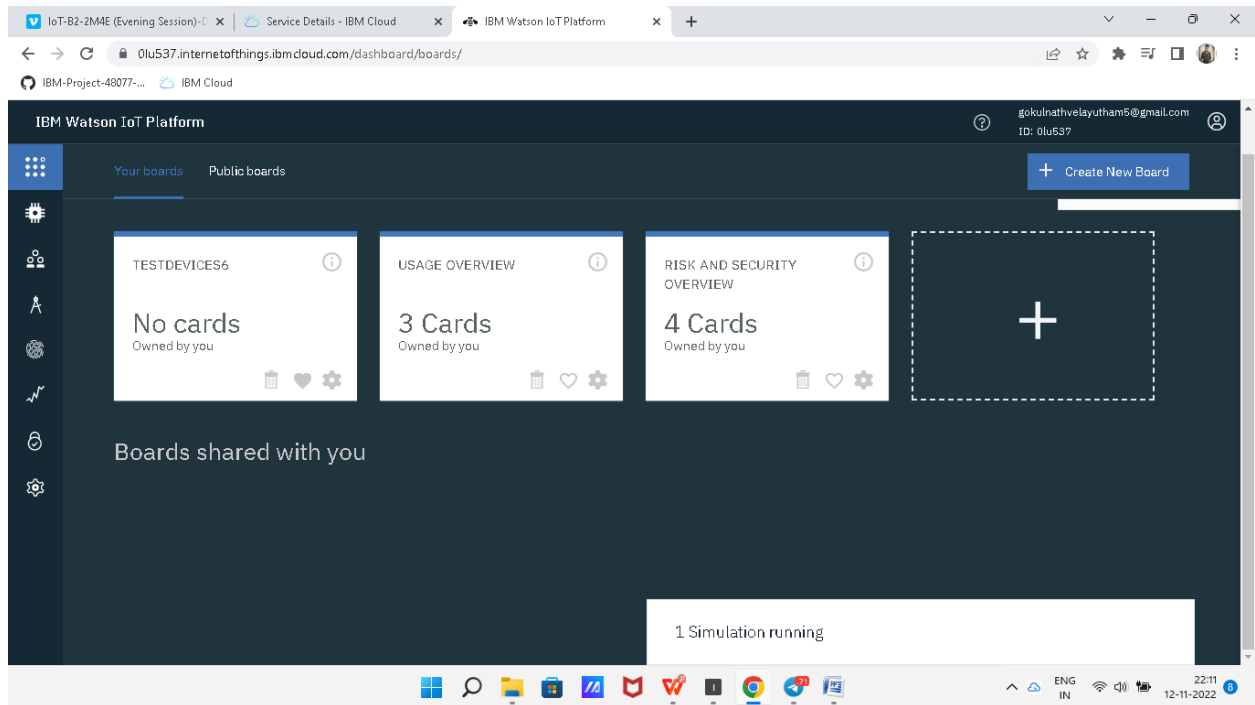 IoT-B2-2M4E (Evening Session)-D
Service Details - IBM Cloud
IBM Watson IoT Platform
0lu537.internetofthings.ibmcloud.com/dashboard/boards/
IBM-Project-48077-...
IBM Cloud
IBM Watson IoT Platform
gokulnathvelayutham5@gmail.com
ID: 0lu537
Your boards
Public boards
Create New Board
TESTDEVICES6
USAGE OVERVIEW
RISK AND SECURITY
OVERVIEW
No cards
Owned by you
3 Cards
Owned by you
4 Cards
Owned by you
Boards shared with you
1 Simulation running
71
ENG
IN
22:11
12-11-2022
8